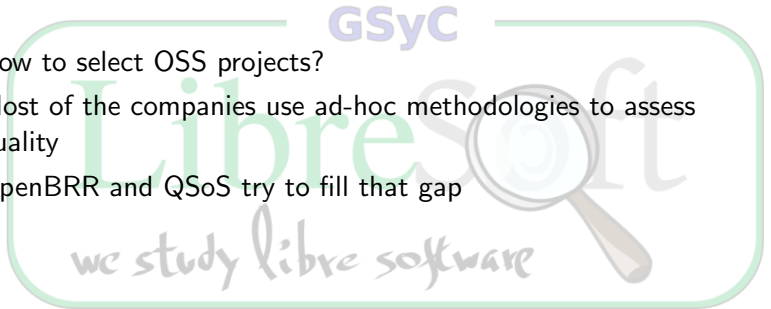 GSyC
ow to select OSS projects?
lost of the companies use ad-hoc methodologies to assess
uality
penBRR and QSoS try to fill that gap
LibreSoft
we study libre software